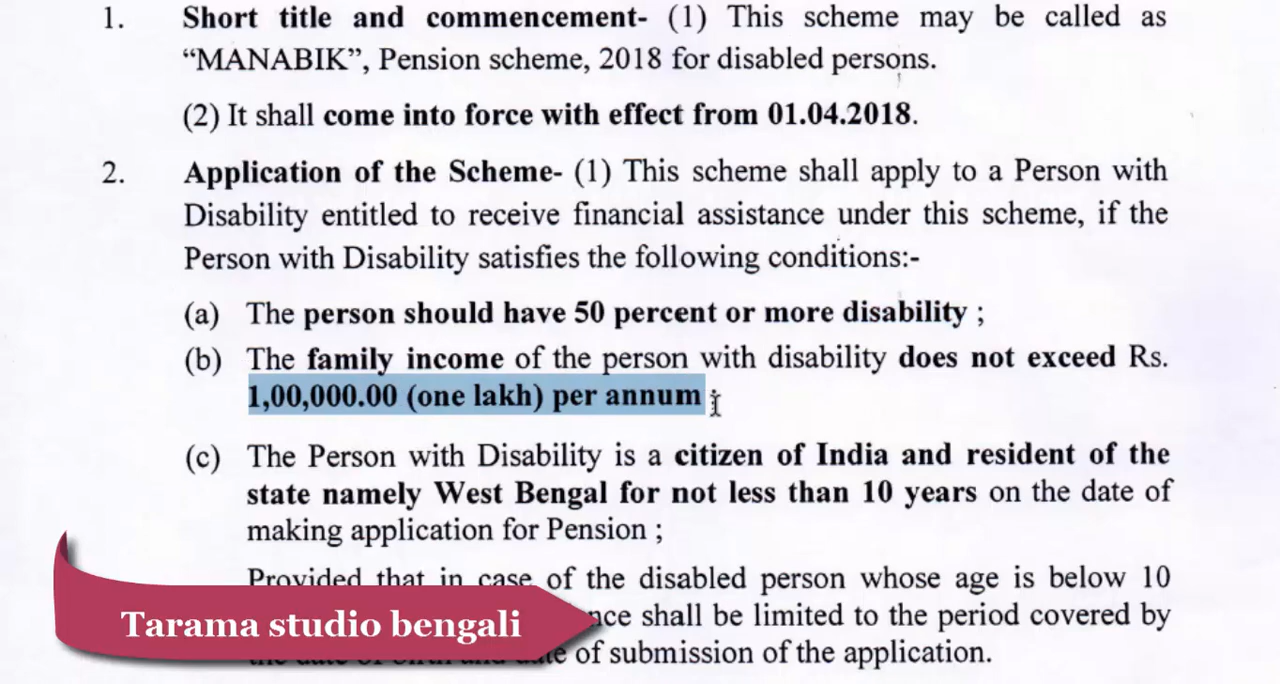 1. Short title and commencement- (1) This scheme may be called as
“MANABIK”, Pension scheme, 2018 for disabled persons.
(2) It shall come into force with effect from 01.04.2018.
2. Application of the Scheme- (1) This scheme shall apply to a Person with
Disability entitled to receive financial assistance under this scheme, if the
Person with Disability satisfies the following conditions:-
(a) The person should have 50 percent or more disability ;
(b) The family income of the person with disability does not exceed Rs.
1,00,000.00 (one lakh) per annum
(c) The Person with Disability is a citizen of India and resident of the
state namely West Bengal for not less than 10 years on the date of
making application for Pension ;
Provided that in case of the disabled person whose age is below 10
shall be limited to the period covered by
of submission of the application.
Tarama studio bengali